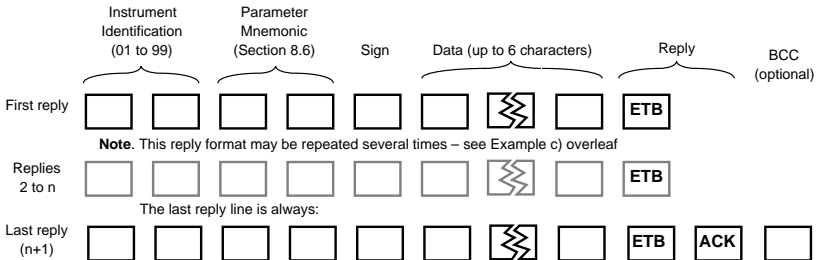 Instrument Identification (01 to 99)
Parameter Mnemonic (Section 8.6)
Sign
Data (up to 6 characters)
Reply
BCC (optional)
First reply
ETB
Note. This reply format may be repeated several times – see Example c) overleaf
Replies 2 to n
ETB
The last reply line is always:
Last reply (n+1)
ETB ACK